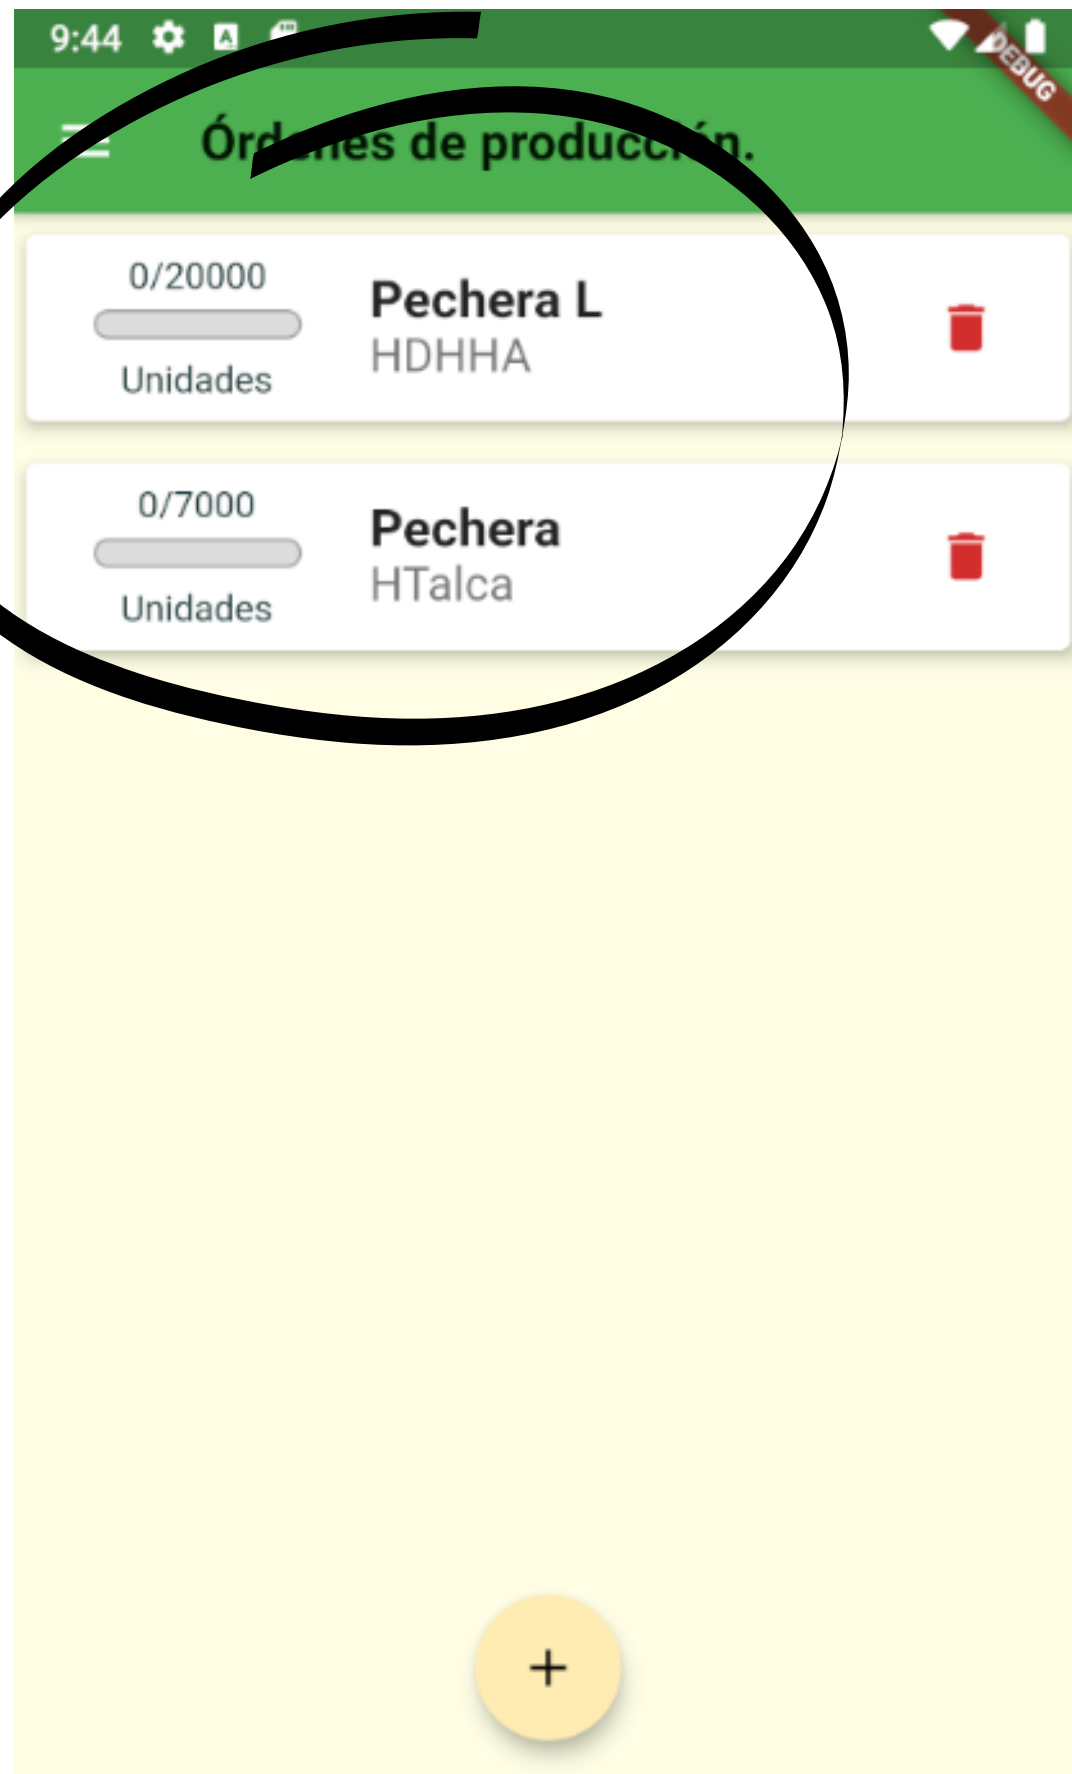 9:44
A
DEBUG
Órdenes de producción.
0/20000
Unidades
Pechera L
HDHHA
0/7000
Unidades
Pechera
HTalca
+